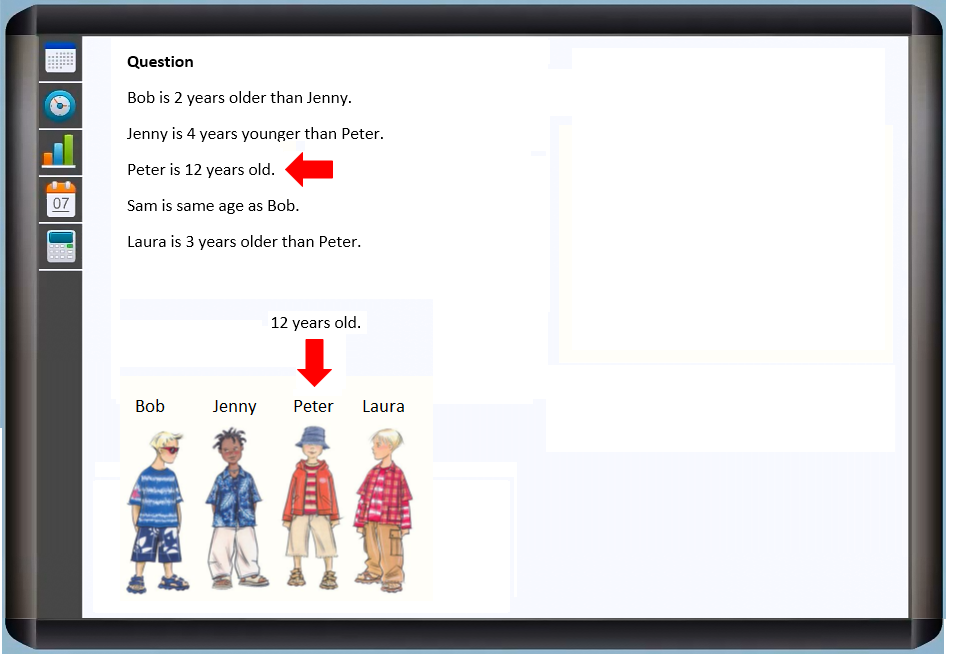 Question
Bob is 2 years older than Jenny.
Jenny is 4 years younger than Peter.
Peter is 12 years old.
Sam is same age as Bob.
Laura is 3 years older than Peter.
12 years old.
Bob Jenny Peter Laura
07